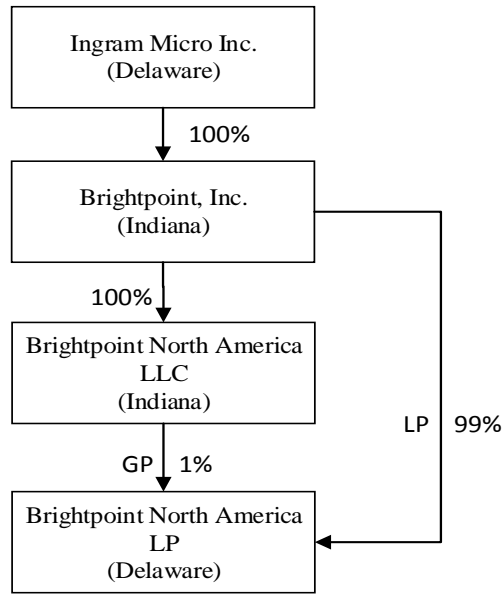 Ingram Micro Inc.
(Delaware)
100%
Brightpoint, Inc.
(Indiana)
100%
Brightpoint North America
LLC
(Indiana)
LP 99%
GP 1%
Brightpoint North America
LP
(Delaware)